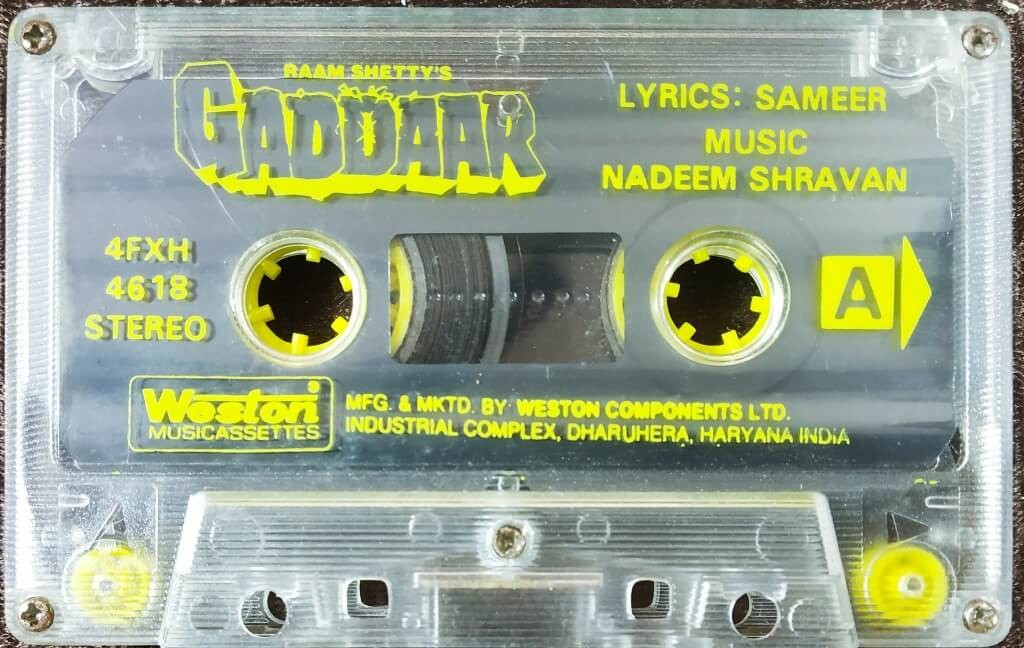 RAAM SHETTY'S
GADDAAR
LYRICS: SAMEER
MUSIC
NADEEM SHRAVAN
4FXH
4618
STEREO
A
Weston
MUSICASSETTES
MFG. & MKTD. BY: WESTON COMPONENTS LTD.
INDUSTRIAL COMPLEX, DHARUHERA, HARYANA INDIA